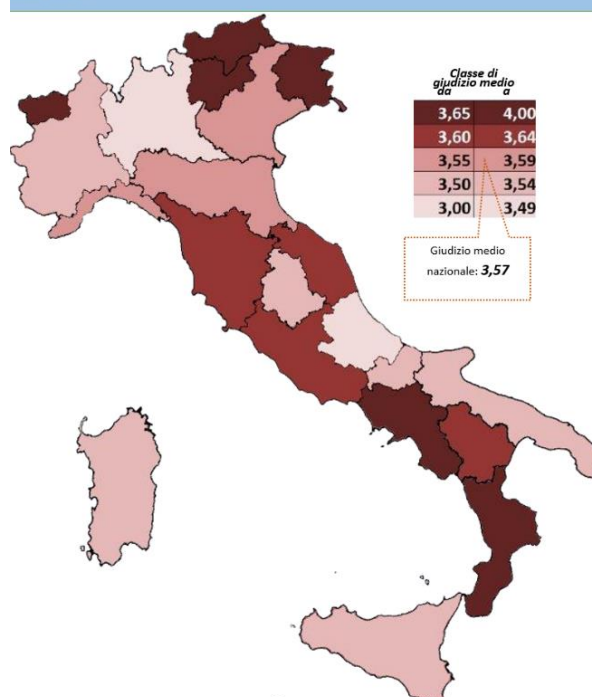 Classe di
giudizio medio
da a
3,65 4,00
3,60 3,64
3,55 3,59
3,50 3,54
3,00 3,49
Giudizio medio
nazionale: 3,57